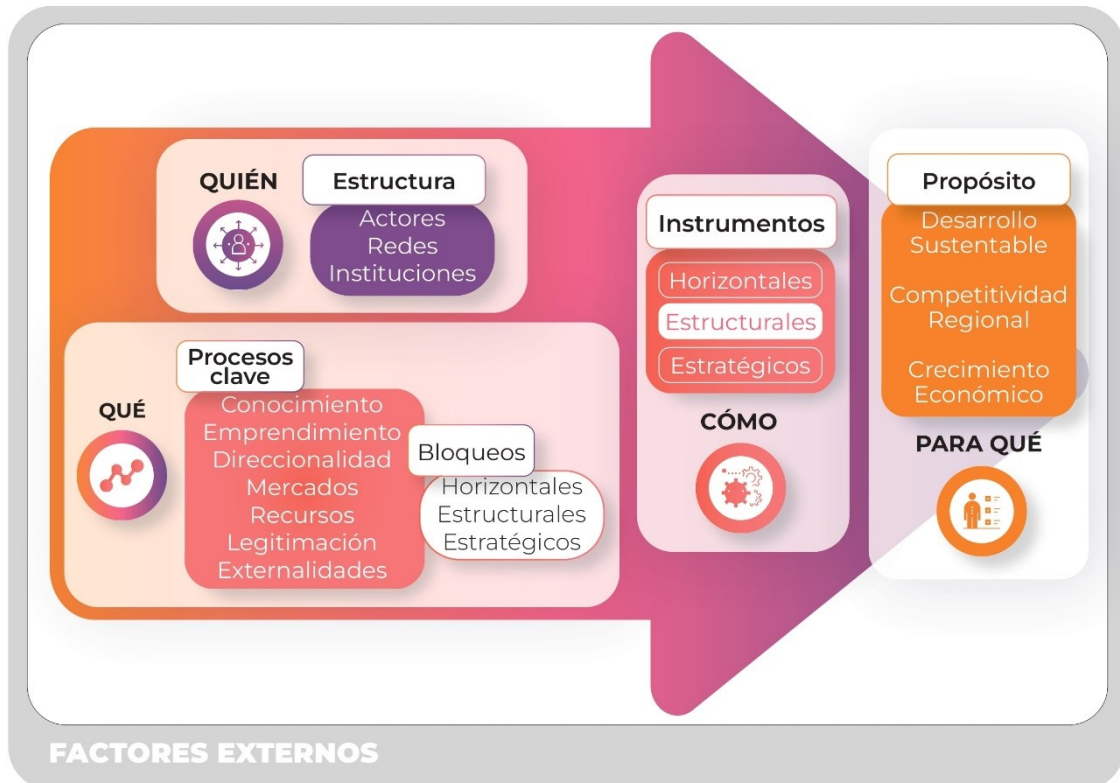 QUIÉN
Estructura
Actores
Redes
Instituciones
QUÉ
Procesos
clave
Conocimiento
Emprendimiento
Direccionalidad
Mercados
Recursos
Legitimación
Externalidades
Bloqueos
Horizontales
Estructurales
Estratégicos
Instrumentos
Horizontales
Estructurales
Estratégicos
CÓMO
Propósito
Desarrollo
Sustentable
Competitividad
Regional
Crecimiento
Económico
PARA QUÉ
FACTORES EXTERNOS